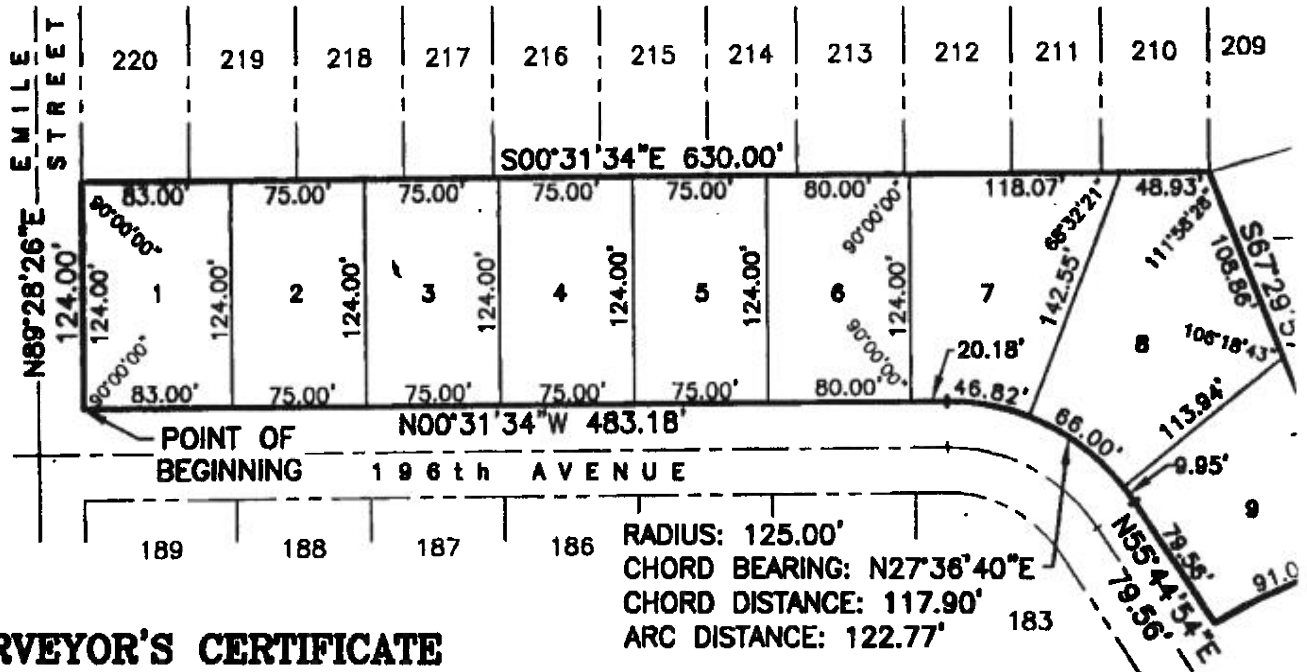 EMILE STREET
220 219 218 217 216 215 214 213 212 211 210 209
S00°31'34"E 630.00'
83.00' 75.00' 75.00' 75.00' 75.00' 80.00' 118.07' 48.93'
90°00'00" 90°00'00" 68°32'21" 111°56'28"
N89°28'26"E 124.00'
124.00' 124.00' 124.00' 124.00' 124.00' 124.00' 124.00' 142.55' 108.86'
1 2 3 4 5 6 7 8 9
106°18'43"
90°00'00" 90°00'00"
83.00' 75.00' 75.00' 75.00' 75.00' 80.00' 20.18' 46.82' 66.00' 113.94' 9.95'
N00°31'34"W 483.18'
POINT OF
BEGINNING
196th AVENUE
79.56'
N55°44'54"E
79.56'
189 188 187 186 183
RADIUS: 125.00'
CHORD BEARING: N27°36'40"E
CHORD DISTANCE: 117.90'
ARC DISTANCE: 122.77'
RVEYOR'S CERTIFICATE